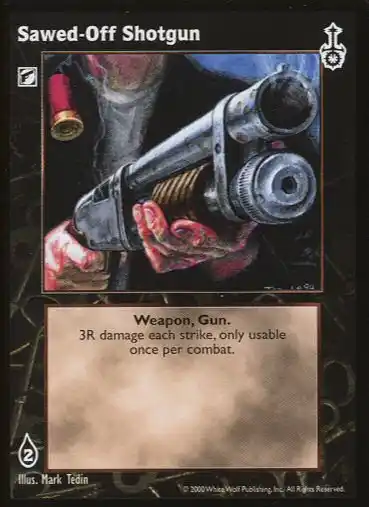 Sawed-Off Shotgun
Weapon, Gun.
3R damage each strike, only usable
once per combat.
2
Illus. Mark Tedin
© 2000 White Wolf Publishing, Inc. All Rights Reserved.